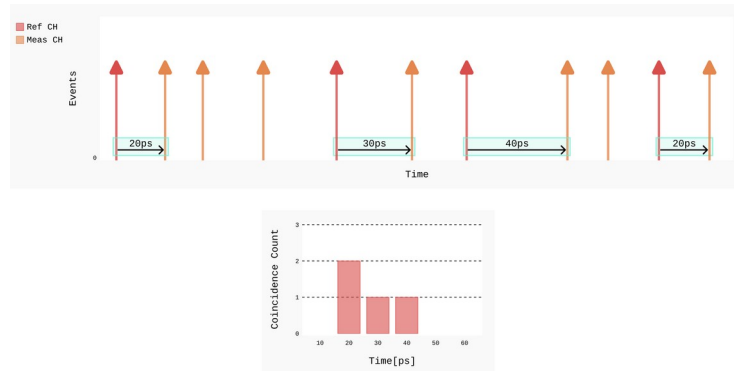 Ref CH
Meas CH
Events
20ps
30ps
40ps
20ps
0
Time
3
2
1
0
Coincidence Count
10 20 30 40 50 60
Time[ps]